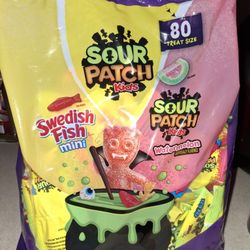 80
TREAT SIZE
SOUR
PATCH
Kids
Swedish
Fish
mini
SOUR
PATCH
Kids
Watermelon